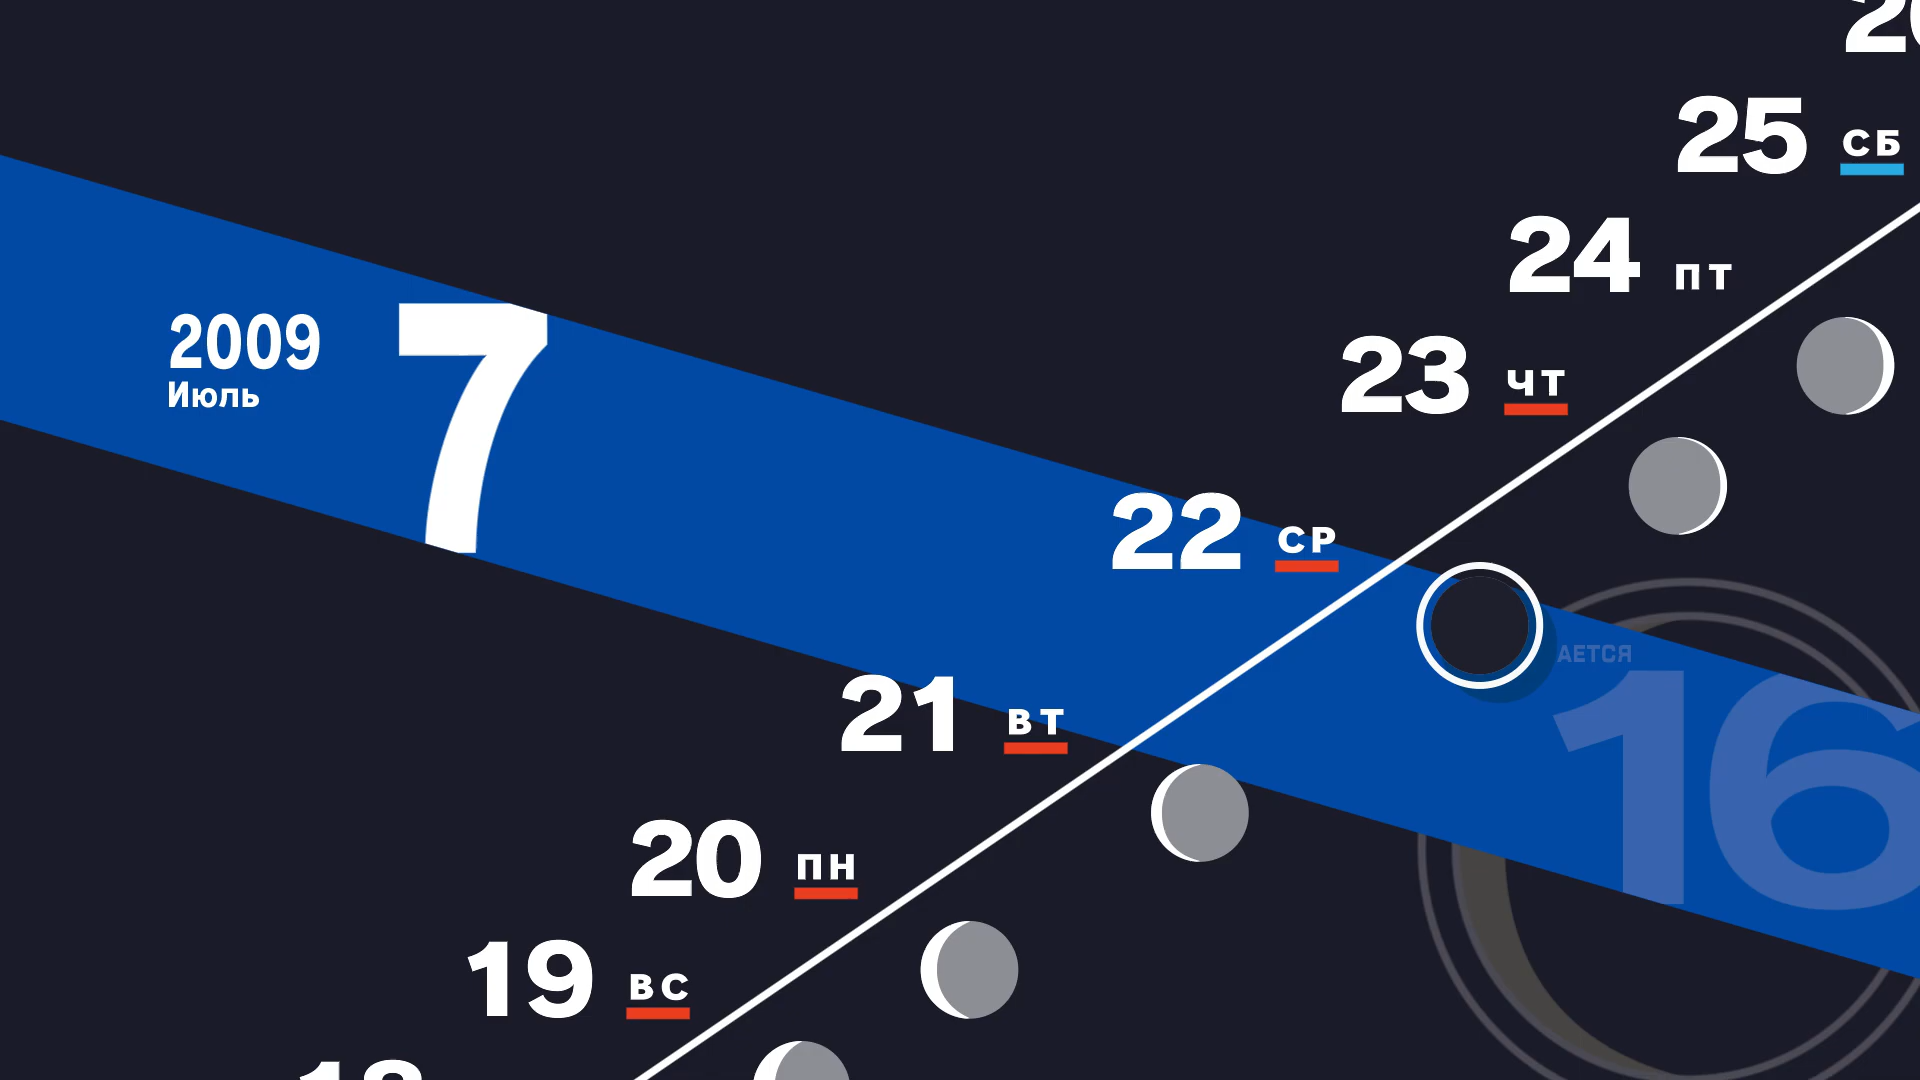 2009
Июль
7
25 СБ
24 ПТ
23 ЧТ
22 СР
21 ВТ
20 ПН
19 ВС
АЕТСЯ
16